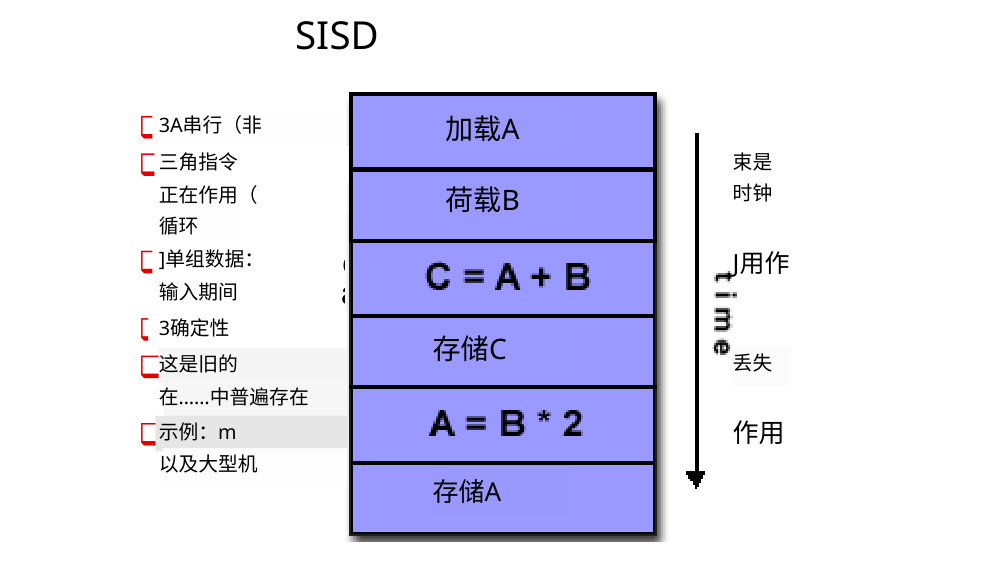 SISD
3A串行（非
三角指令
正在作用（
循环
]单组数据：
输入期间
3确定性
这是旧的
在……中普遍存在
示例：m
以及大型机
加载A
荷载B
C = A + B
存储C
A = B * 2
存储A
time
束是
时钟
J用作
丢失
作用